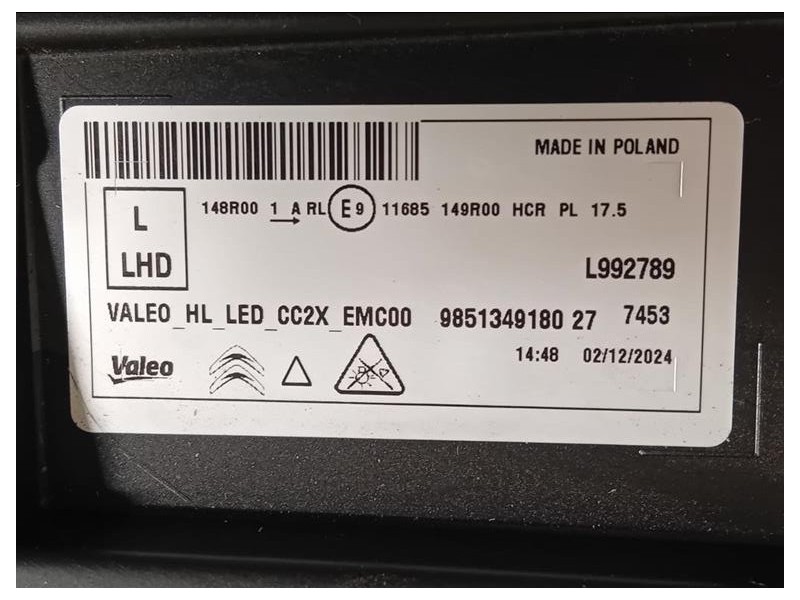 MADE IN POLAND
L
LHD
148R00 1 A RL E9 11685 149R00 HCR PL 17.5
L992789
VALEO_HL_LED_CC2X_EMC00 9851349180 27 7453
Valeo 14:48 02/12/2024